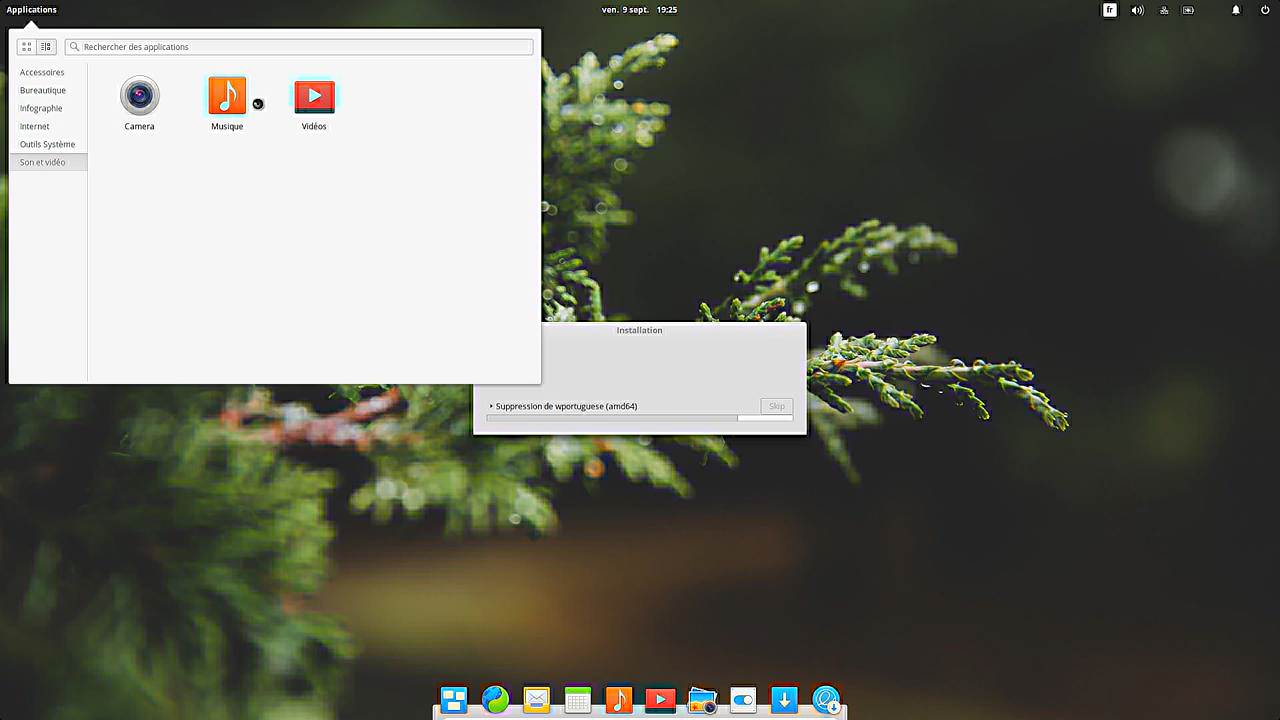 Applications
ven. 9 sept. 19:25
fr
Rechercher des applications
Accessoires
Bureautique
Infographie
Internet
Outils Système
Son et vidéo
Camera
Musique
Vidéos
Installation
Suppression de wportuguese (amd64)
Skip